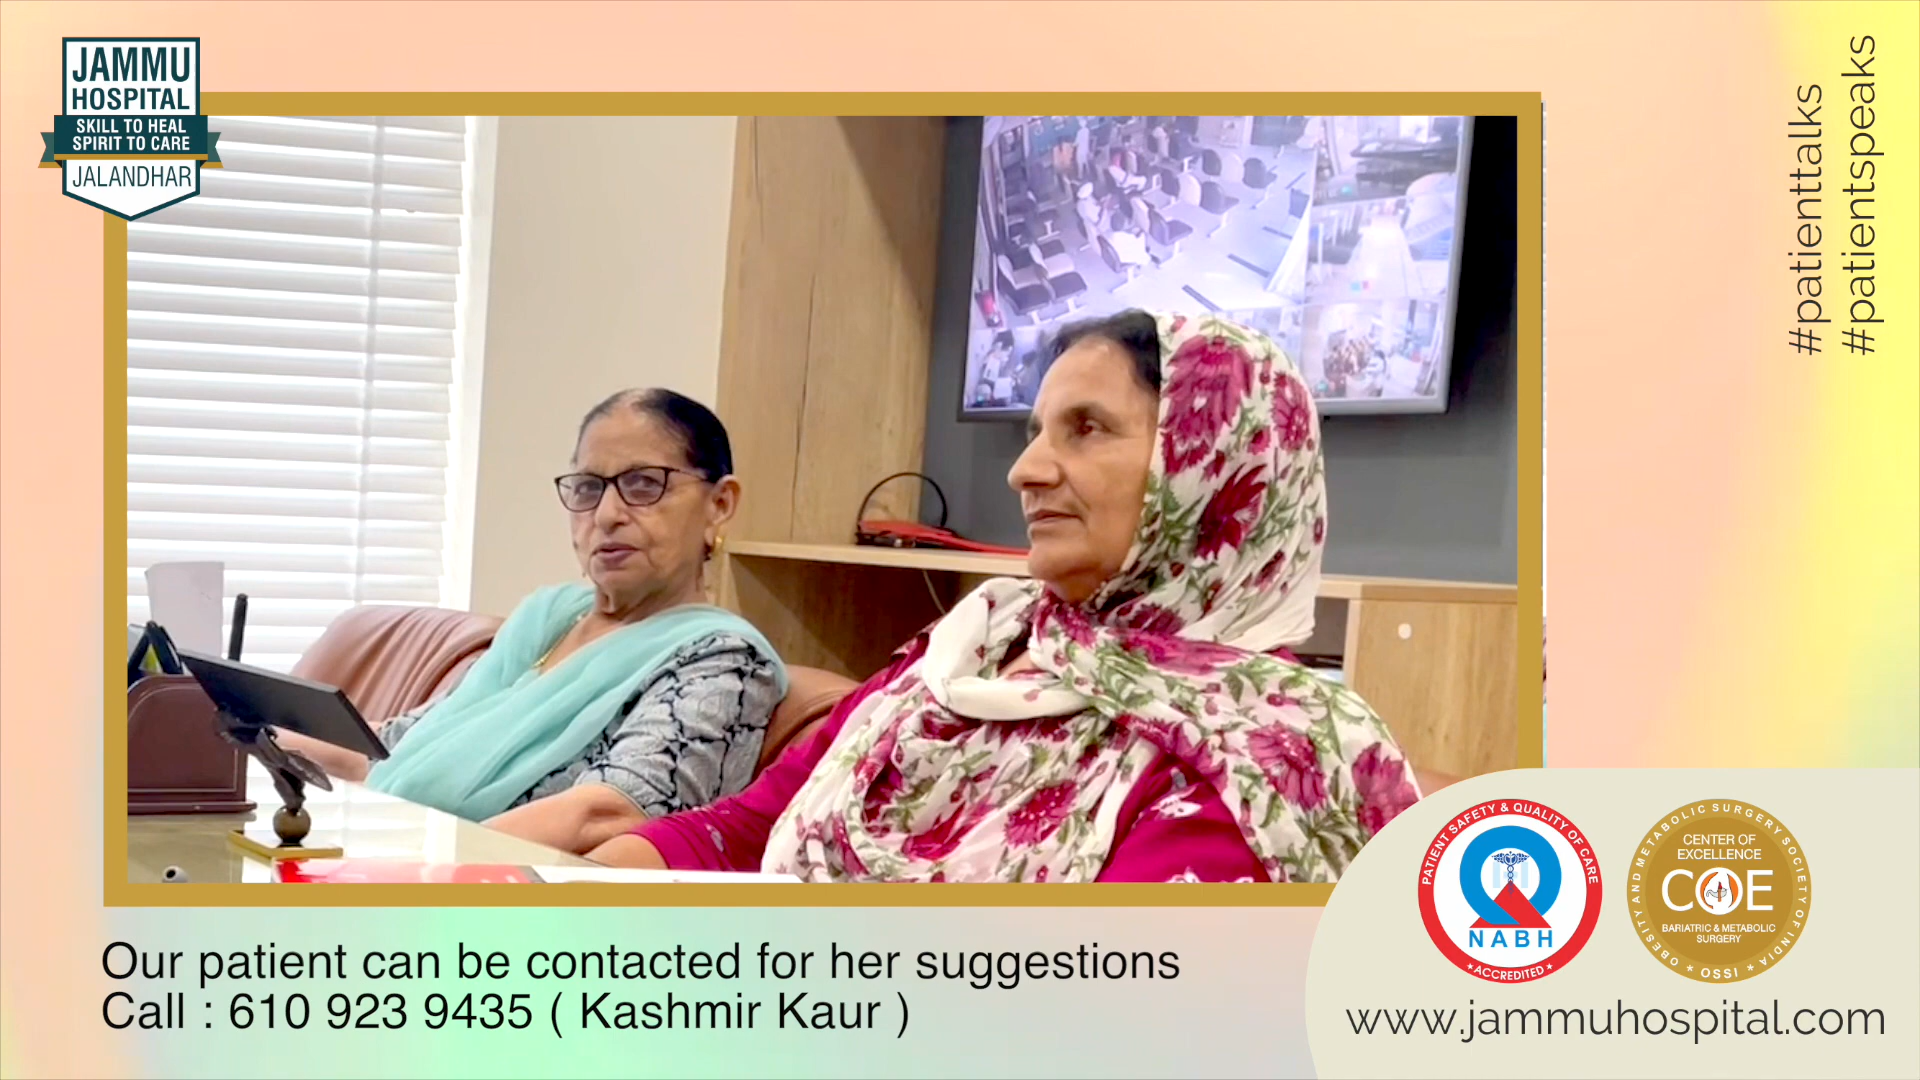 JAMMU
HOSPITAL
SKILL TO HEAL
SPIRIT TO CARE
JALANDHAR
#patienttalks
#patientspeaks
Our patient can be contacted for her suggestions
Call : 610 923 9435 ( Kashmir Kaur )
PATIENT SAFETY & QUALITY OF CARE
NABH
★ACCREDITED★
OBESITY AND METABOLIC SURGERY SOCIETY OF INDIA
CENTER OF
EXCELLENCE
COE
BARIATRIC & METABOLIC
SURGERY
★ OSSI ★
www.jammuhospital.com